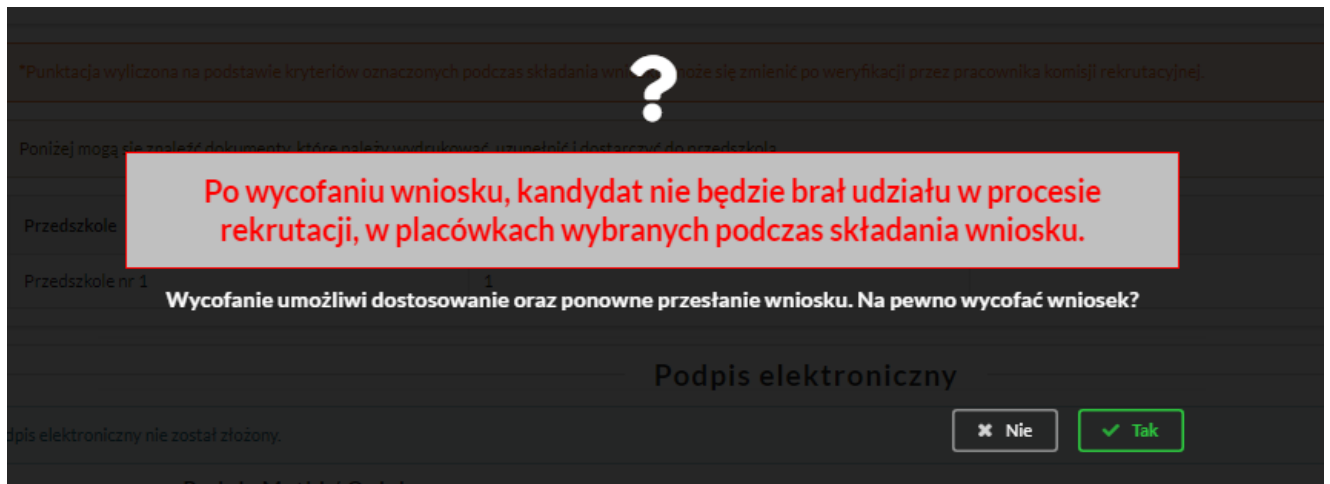 *Punktacja wyliczona na podstawie kryteriów oznaczonych podczas składania może się zmienić po weryfikacji przez pracownika komisji rekrutacyjnej.
?
Poniżej mogą się znaleźć dokumenty, które należy wydrukować, uzupełnić i dostarczyć do przedszkola
Po wycofaniu wniosku, kandydat nie będzie brał udziału w procesie
rekrutacji, w placówkach wybranych podczas składania wniosku.
Przedszkole
Przedszkole nr 1 1
Wycofanie umożliwi dostosowanie oraz ponowne przesłanie wniosku. Na pewno wycofać wniosek?
Podpis elektroniczny
elektroniczny nie został złożony.
Nie Tak